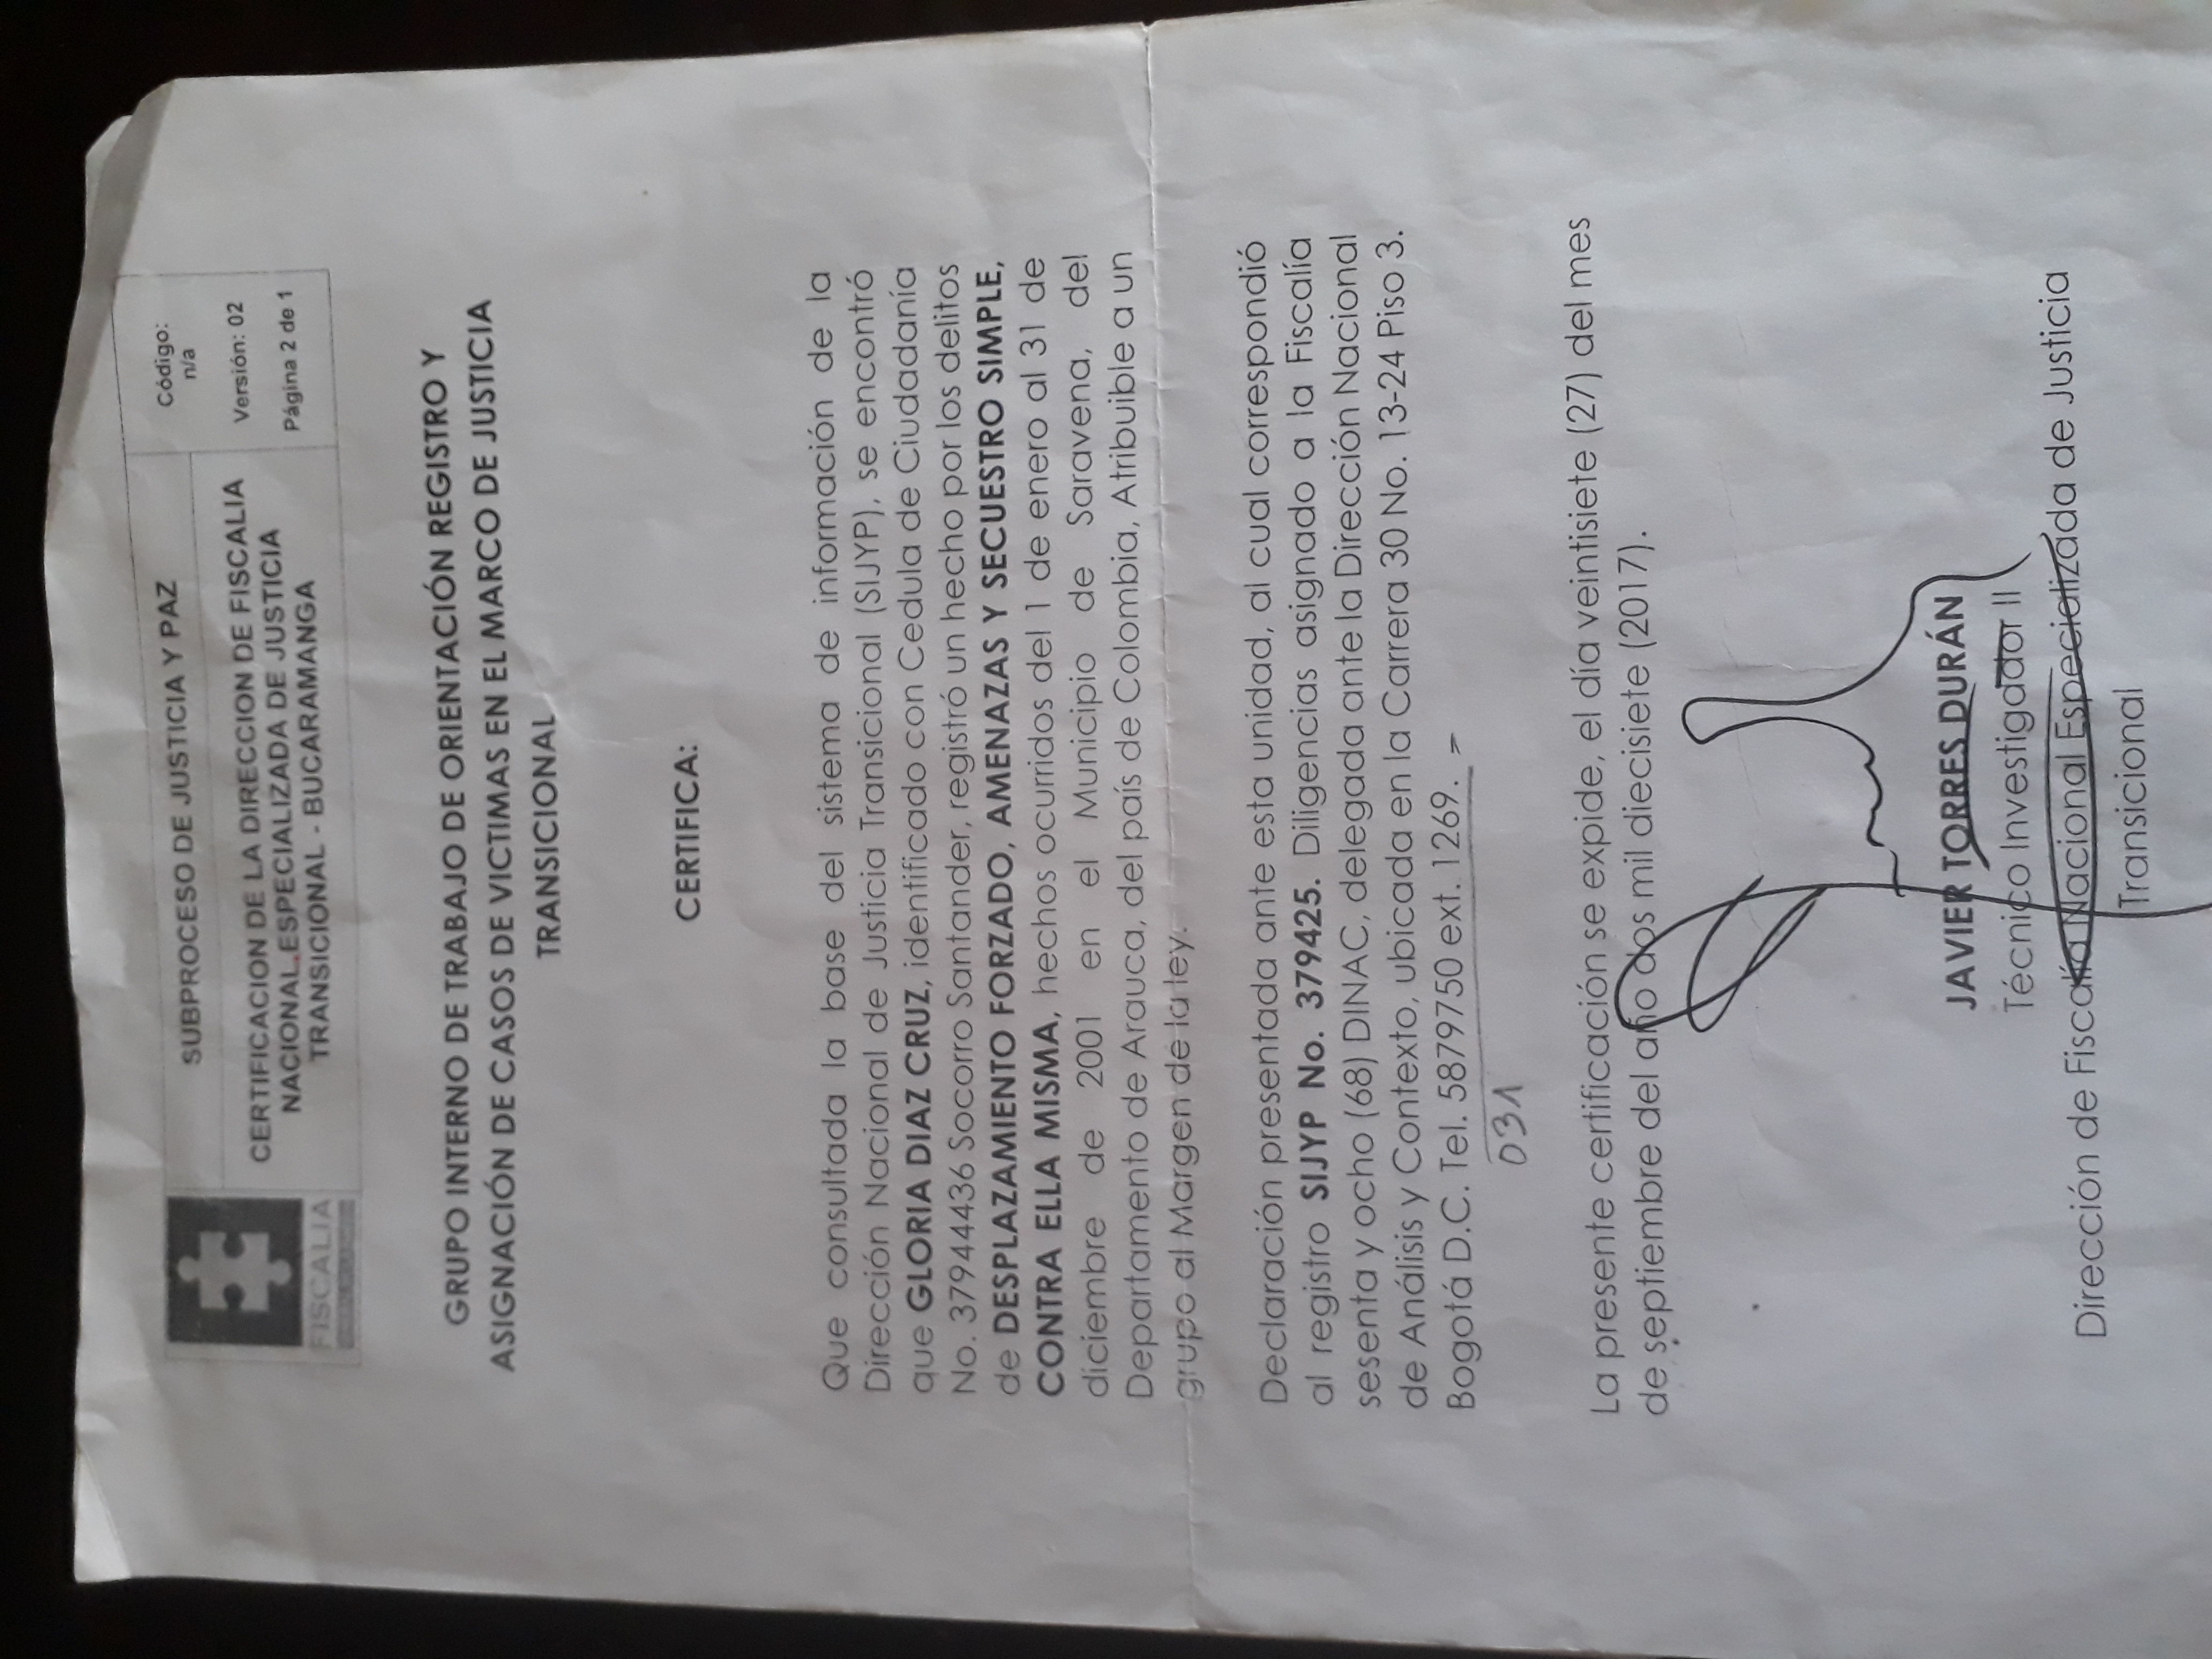 SUBPROCESO DE JUSTICIA Y PAZ
CERTIFICACION DE LA DIRECCION DE FISCALIA
NACIONAL ESPECIALIZADA DE JUSTICIA
TRANSICIONAL - BUCARAMANGA
Código:
n/a
Versión: 02
Página 2 de 1
FISCALIA
GRUPO INTERNO DE TRABAJO DE ORIENTACIÓN REGISTRO Y
ASIGNACIÓN DE CASOS DE VICTIMAS EN EL MARCO DE JUSTICIA
TRANSICIONAL
CERTIFICA:
Que consultada la base del sistema de información de la
Dirección Nacional de Justicia Transicional (SIJYP), se encontró
que GLORIA DIAZ CRUZ, identificado con Cedula de Ciudadanía
No. 37944436 Socorro Santander, registró un hecho por los delitos
de DESPLAZAMIENTO FORZADO, AMENAZAS Y SECUESTRO SIMPLE,
CONTRA ELLA MISMA, hechos ocurridos del 1 de enero al 31 de
diciembre de 2001 en el Municipio de Saravena, del
Departamento de Arauca, del país de Colombia, Atribuible a un
grupo al Margen de la ley.
Declaración presentada ante esta unidad, al cual correspondió
al registro SIJYP No. 379425. Diligencias asignado a la Fiscalía
sesenta y ocho (68) DINAC, delegada ante la Dirección Nacional
de Análisis y Contexto, ubicada en la Carrera 30 No. 13-24 Piso 3.
Bogotá D.C. Tel. 5879750 ext. 1269. =
031
La presente certificación se expide, el día veintisiete (27) del mes
de septiembre del año dos mil diecisiete (2017).
JAVIER TORRES DURÁN
Técnico Investigador II
Dirección de Fiscalía Nacional Especializada de Justicia
Transicional